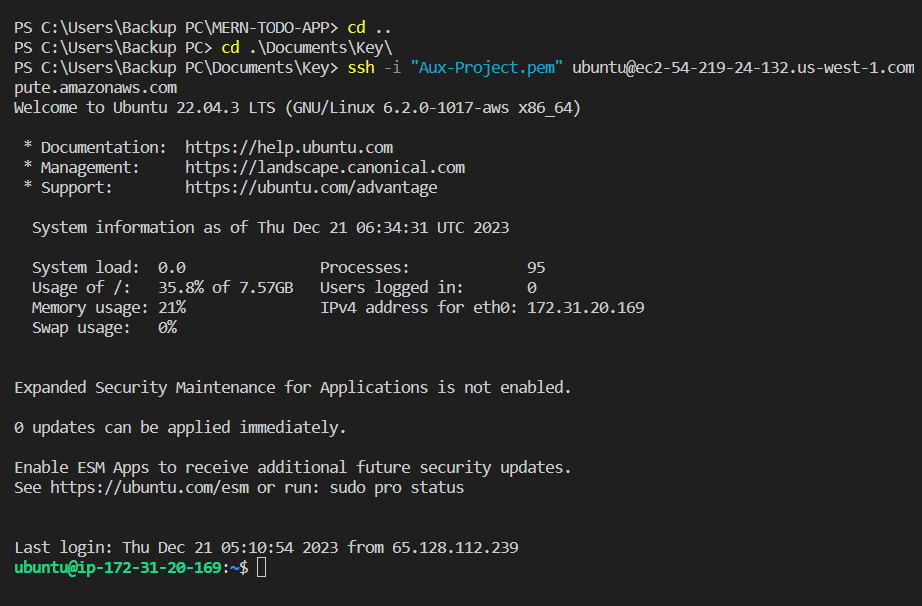 PS C:\Users\Backup PC\MERN-TODO-APP> cd ..
PS C:\Users\Backup PC> cd .\Documents\Key\
PS C:\Users\Backup PC\Documents\Key> ssh -i "Aux-Project.pem" ubuntu@ec2-54-219-24-132.us-west-1.com
pute.amazonaws.com
Welcome to Ubuntu 22.04.3 LTS (GNU/Linux 6.2.0-1017-aws x86_64)
* Documentation:  https://help.ubuntu.com
* Management:     https://landscape.canonical.com
* Support:        https://ubuntu.com/advantage
System information as of Thu Dec 21 06:34:31 UTC 2023
System load:  0.0               Processes:             95
Usage of /:   35.8% of 7.57GB   Users logged in:       0
Memory usage: 21%               IPv4 address for eth0: 172.31.20.169
Swap usage:   0%
Expanded Security Maintenance for Applications is not enabled.
0 updates can be applied immediately.
Enable ESM Apps to receive additional future security updates.
See https://ubuntu.com/esm or run: sudo pro status
Last login: Thu Dec 21 05:10:54 2023 from 65.128.112.239
ubuntu@ip-172-31-20-169:~$